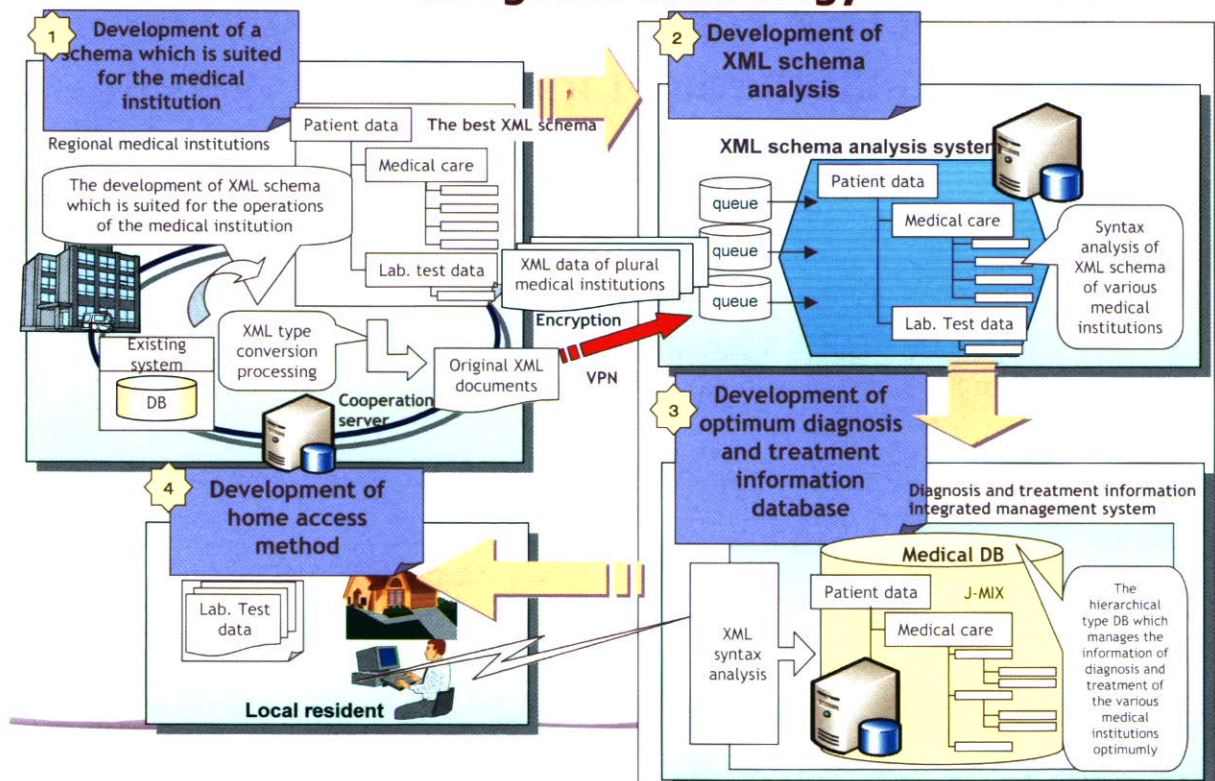 1
Development of a
schema which is suited
for the medical
institution
Regional medical institutions
Patient data
The best XML schema
Medical care
Lab. test data
The development of XML schema
which is suited for the operations
of the medical institution
Existing
system
DB
XML type
conversion
processing
Cooperation
server
Original XML
documents
XML data of plural
medical institutions
Encryption
VPN
2
Development of
XML schema
analysis
XML schema analysis system
queue
queue
queue
Patient data
Medical care
Lab. Test data
Syntax
analysis of
XML schema
of various
medical
institutions
3
Development of
optimum diagnosis
and treatment
information
database
Diagnosis and treatment information
integrated management system
Medical DB
J-MIX
Patient data
Medical care
XML
syntax
analysis
The
hierarchical
type DB which
manages the
information of
diagnosis and
treatment of
the various
medical
institutions
optimumly
4
Development of
home access
method
Lab. Test
data
Local resident